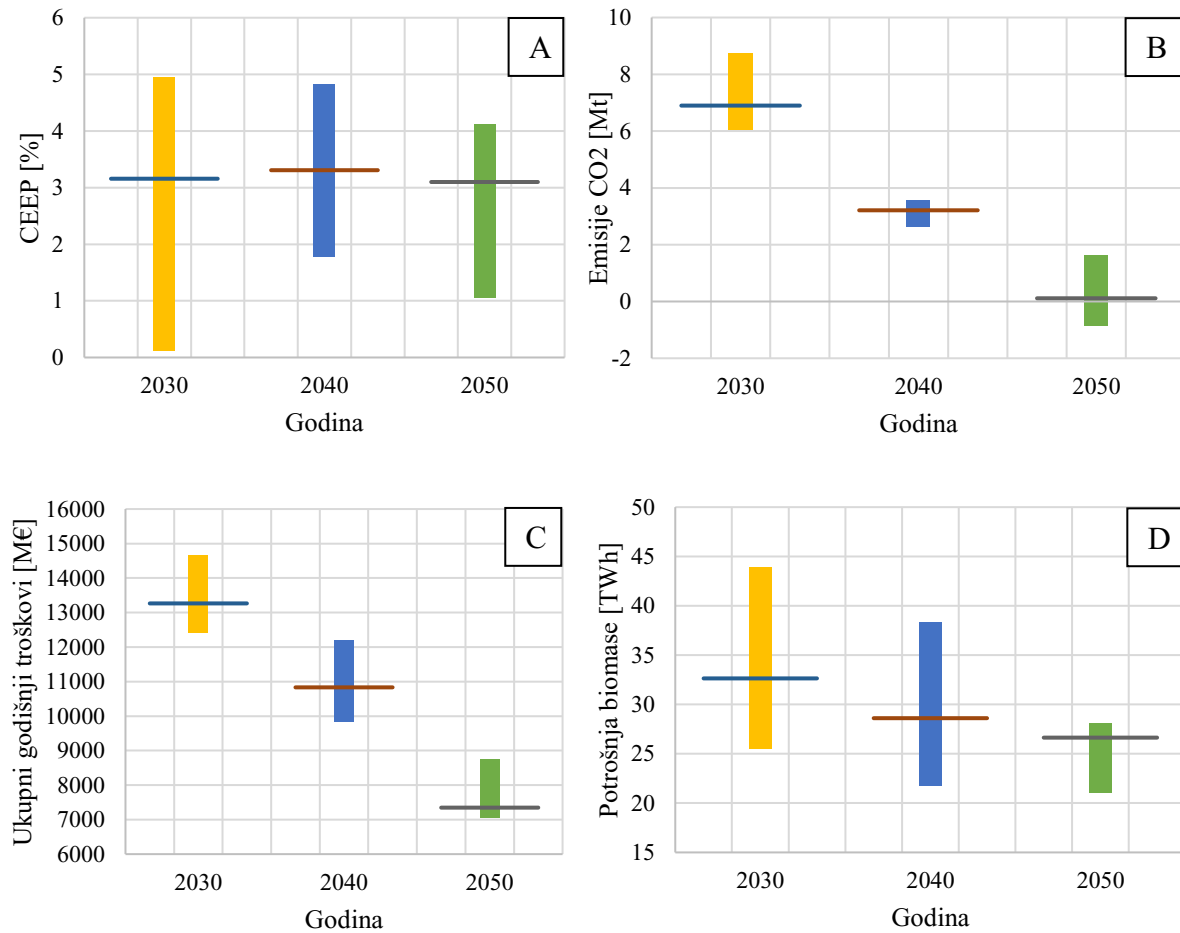 A
CEEP [%]
6
5
4
3
2
1
0
2030 2040 2050
Godina
B
Emisije CO2 [Mt]
10
8
6
4
2
0
-2
2030 2040 2050
Godina
C
Ukupni godišnji troškovi [M€]
16000
15000
14000
13000
12000
11000
10000
9000
8000
7000
6000
2030 2040 2050
Godina
D
Potrošnja biomase [TWh]
50
45
40
35
30
25
20
15
2030 2040 2050
Godina